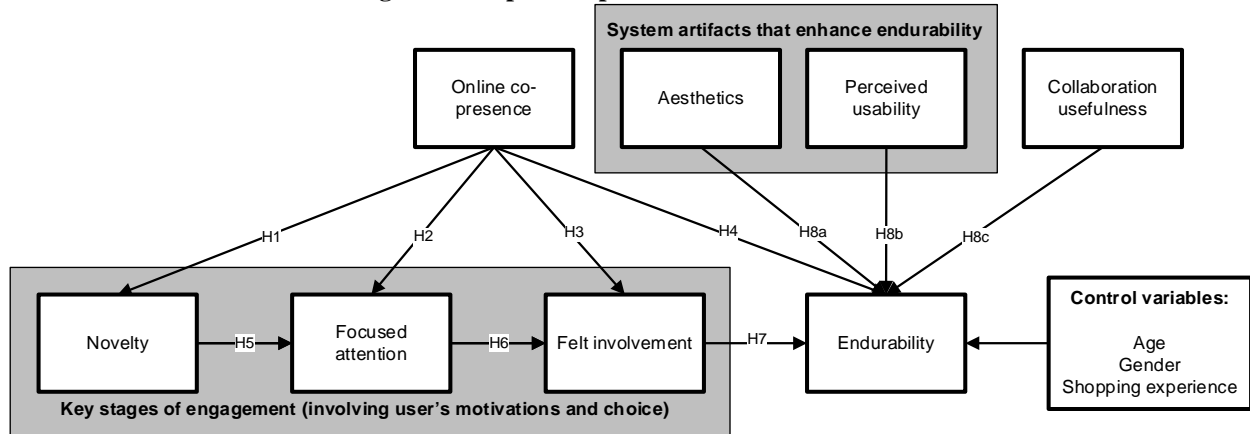 System artifacts that enhance endurability
Online co-
presence
Aesthetics
Perceived
usability
Collaboration
usefulness
H1
H2
H3
H4
H8a
H8b
H8c
Novelty
H5
Focused
attention
H6
Felt involvement
H7
Endurability
Control variables:
Age
Gender
Shopping experience
Key stages of engagement (involving user's motivations and choice)